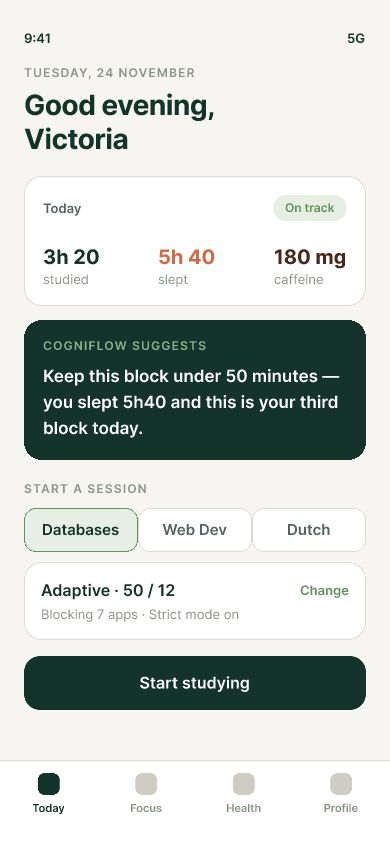 9:41
5G
TUESDAY, 24 NOVEMBER
Good evening,
Victoria
Today
On track
3h 20
5h 40
180 mg
studied
slept
caffeine
COGNIFLOW SUGGESTS
Keep this block under 50 minutes —
you slept 5h40 and this is your third
block today.
START A SESSION
Databases
Web Dev
Dutch
Adaptive · 50 / 12
Change
Blocking 7 apps · Strict mode on
Start studying
Today
Focus
Health
Profile